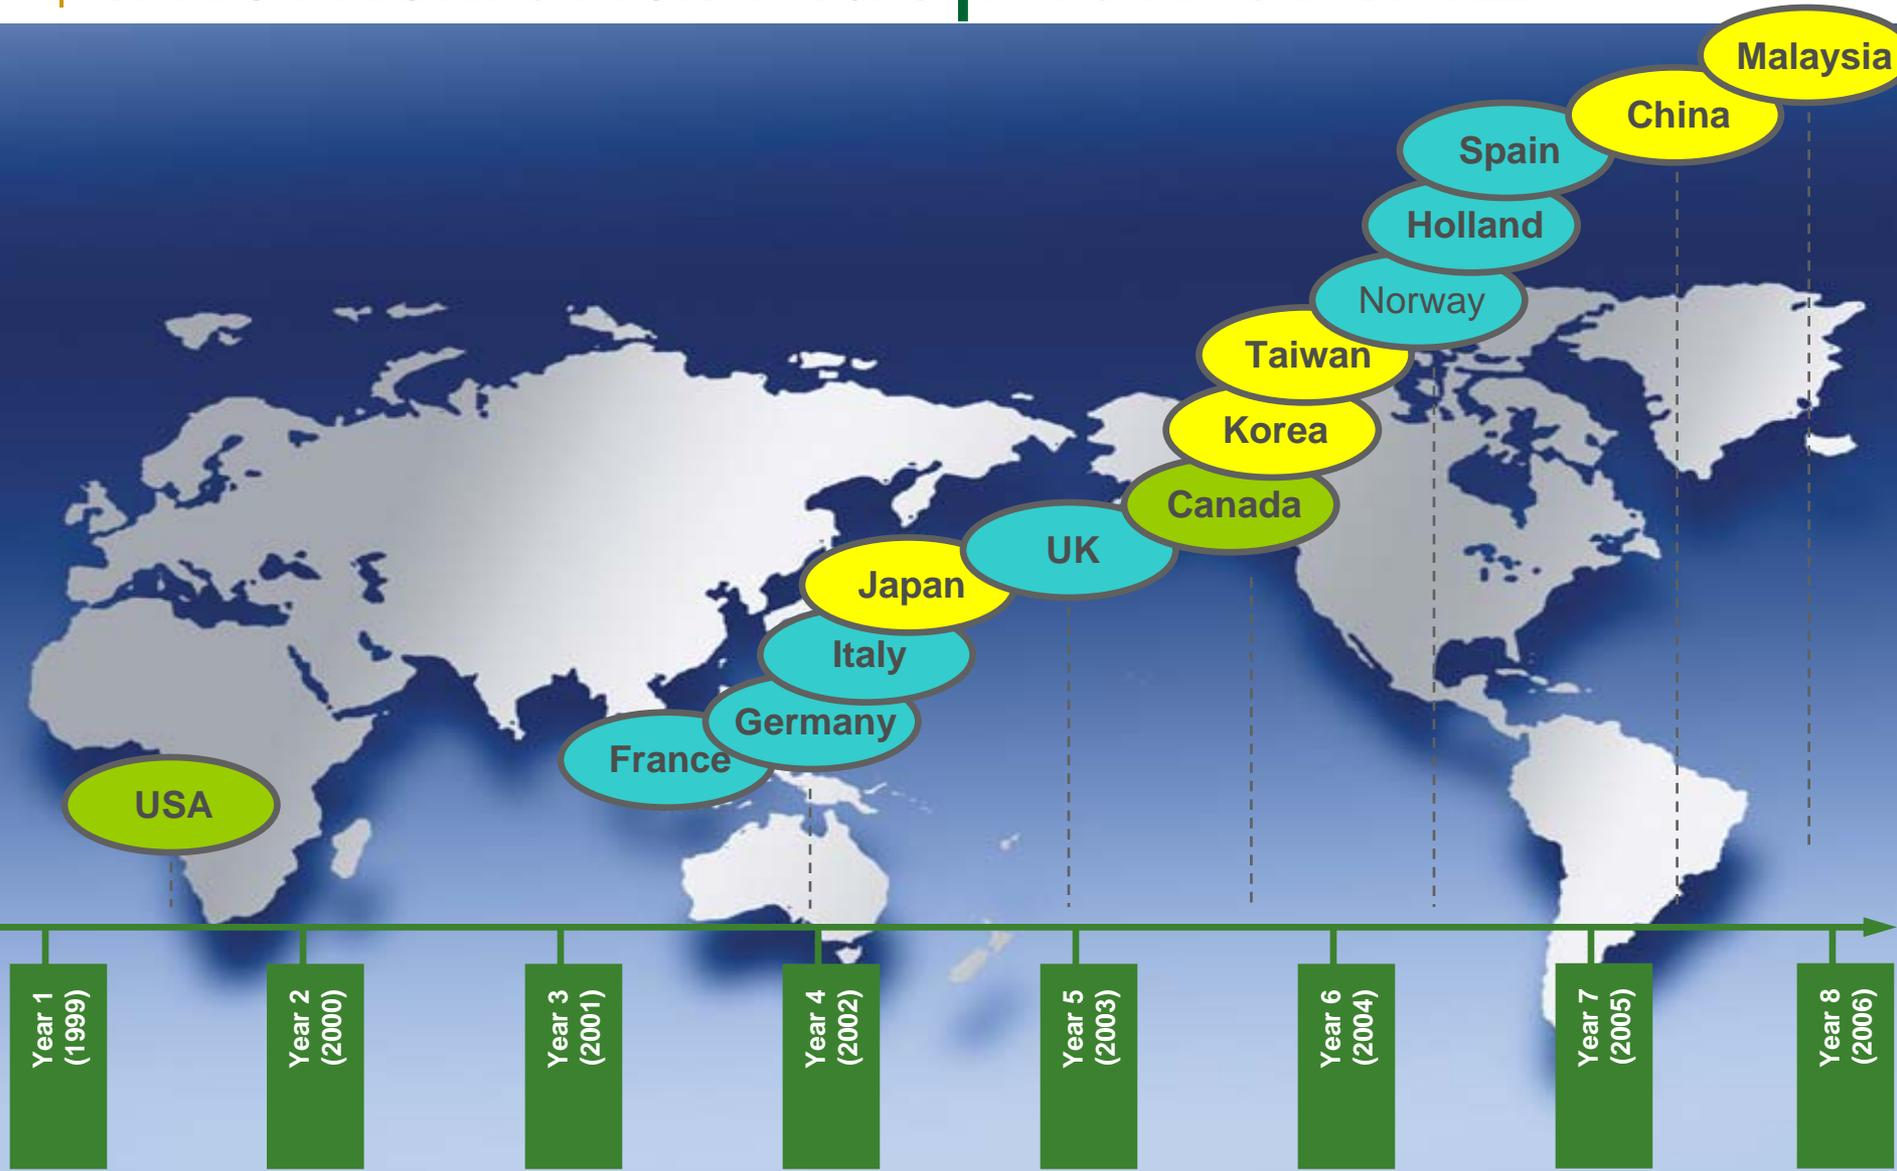 Malaysia
China
Spain
Holland
Norway
Taiwan
Korea
Canada
UK
Japan
Italy
Germany
France
USA
Year 1
(1999)
Year 2
(2000)
Year 3
(2001)
Year 4
(2002)
Year 5
(2003)
Year 6
(2004)
Year 7
(2005)
Year 8
(2006)